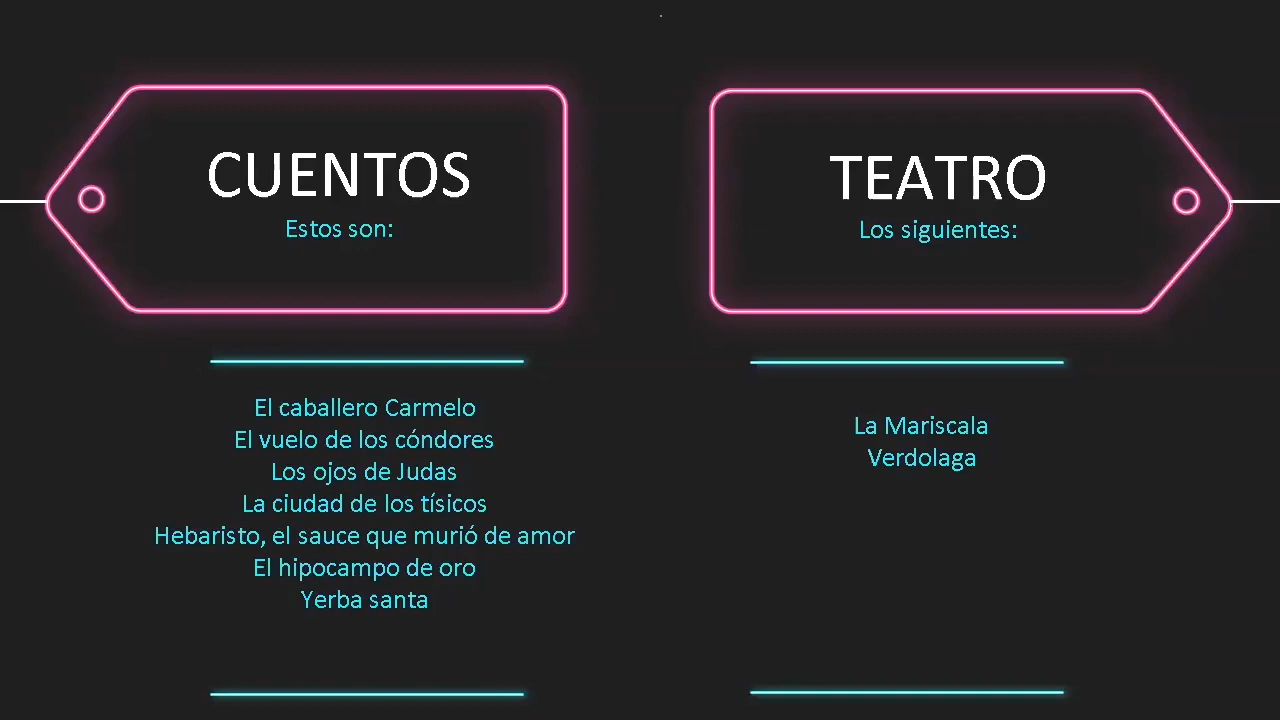 CUENTOS
Estos son:
El caballero Carmelo
El vuelo de los cóndores
Los ojos de Judas
La ciudad de los tísicos
Hebaristo, el sauce que murió de amor
El hipocampo de oro
Yerba santa
TEATRO
Los siguientes:
La Mariscala
Verdolaga